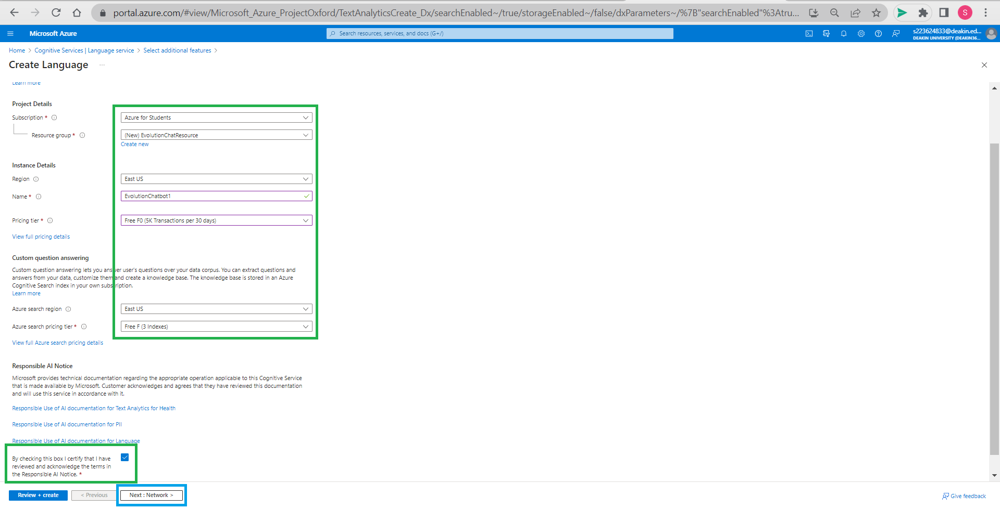 portal.azure.com/#view/Microsoft_Azure_ProjectOxford/TextAnalyticsCreate_Dx/searchEnabled~/true/storageEnabled~/false/dxParameters~/%7B"searchEnabled"%3Atru...
S
Microsoft Azure
Search resources, services, and docs (G+/)
s223624833@deakin.ed...
DEAKIN UNIVERSITY (DEAKIN36...
Home > Cognitive Services | Language service > Select additional features >
Create Language ...
Learn more
Project Details
Subscription *
Azure for Students
Resource group *
(New) EvolutionChatResource
Create new
Instance Details
Region
East US
Name *
EvolutionChatbot1
Pricing tier *
Free F0 (5K Transactions per 30 days)
View full pricing details
Custom question answering
Custom question answering lets you answer user's questions over your data corpus. You can extract questions and
answers from your data, customize them and create a knowledge base. The knowledge base is stored in an Azure
Cognitive Search index in your own subscription.
Learn more
Azure search region
East US
Azure search pricing tier *
Free F (3 Indexes)
View full Azure search pricing details
Responsible AI Notice
Microsoft provides technical documentation regarding the appropriate operation applicable to this Cognitive Service
that is made available by Microsoft. Customer acknowledges and agrees that they have reviewed this documentation
and will use this service in accordance with it.
Responsible Use of AI documentation for Text Analytics for Health
Responsible Use of AI documentation for PII
Responsible Use of AI documentation for Language
By checking this box I certify that I have
reviewed and acknowledge the terms in
the Responsible AI Notice. *
Review + create
< Previous
Next : Network >
Give feedback